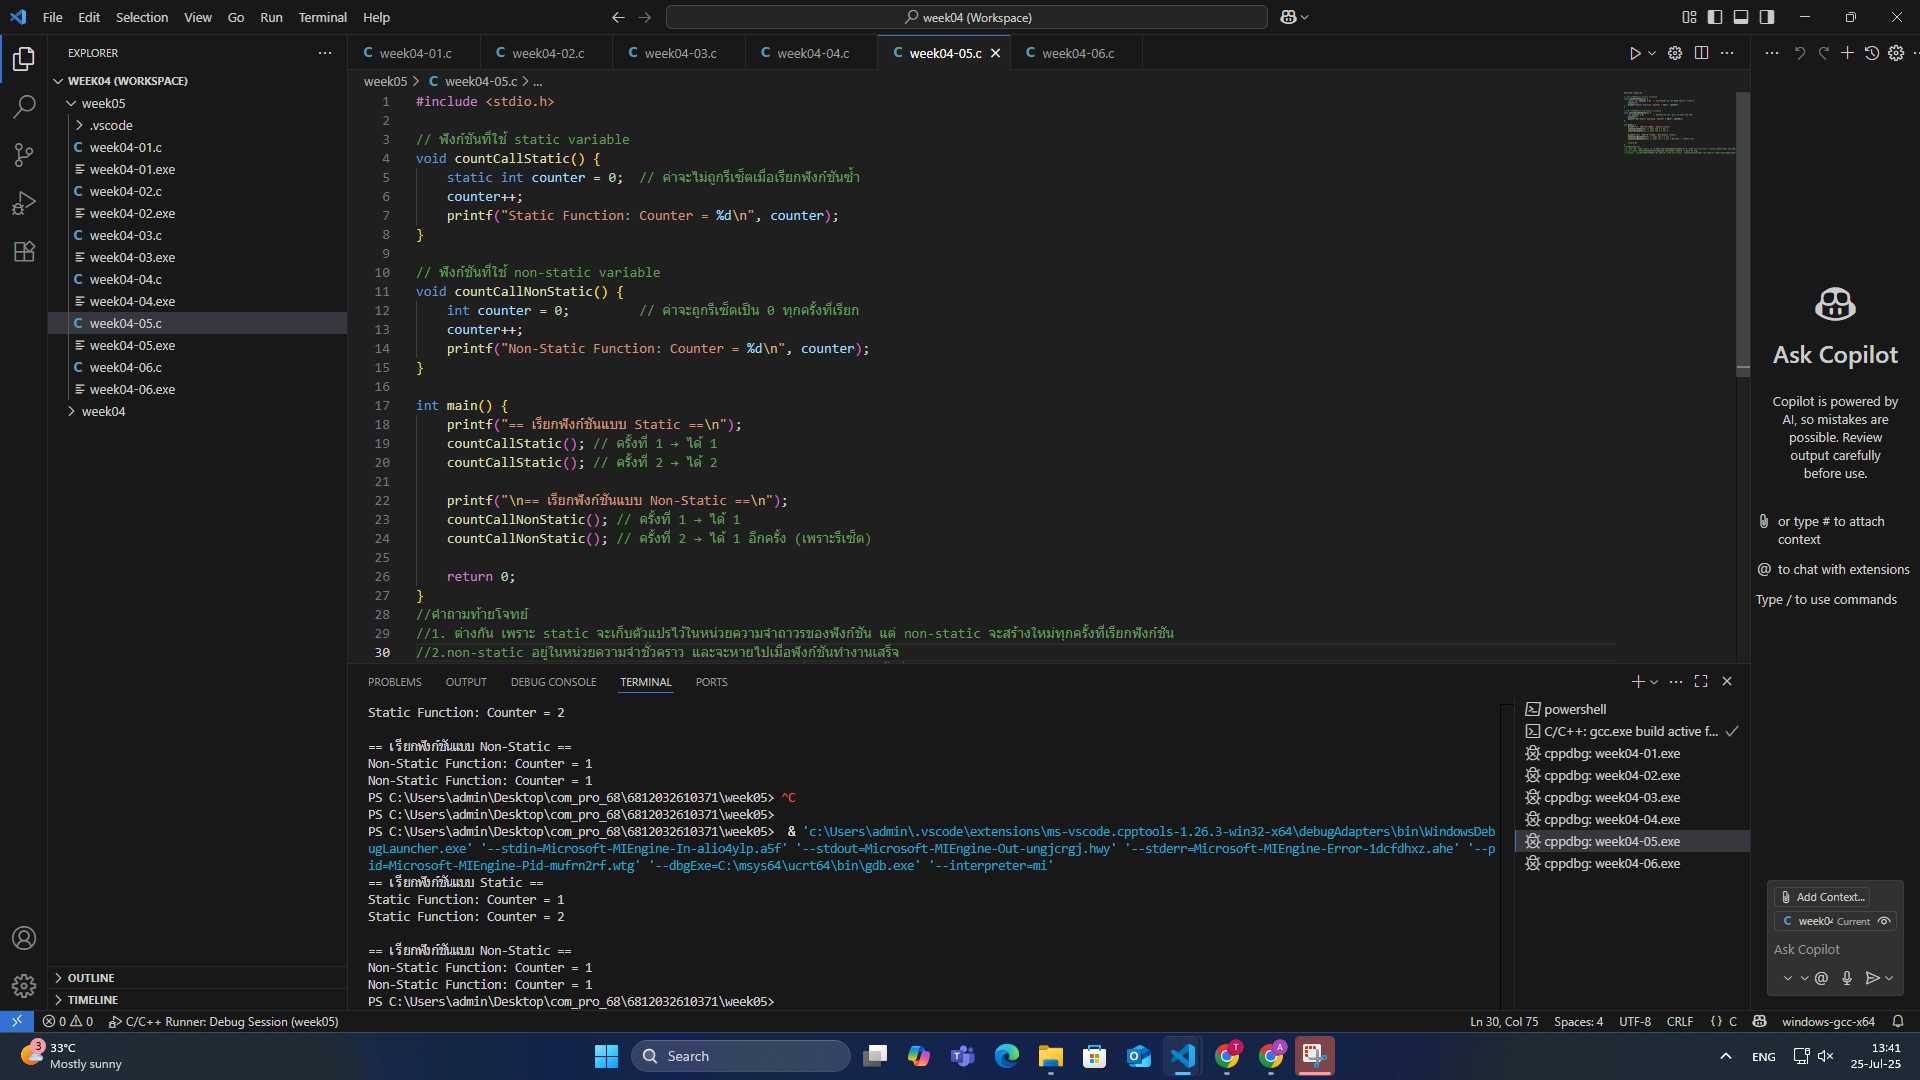 File Edit Selection View Go Run Terminal Help
week04 (Workspace)
EXPLORER
WEEK04 (WORKSPACE)
week05
.vscode
week04-01.c
week04-01.exe
week04-02.c
week04-02.exe
week04-03.c
week04-03.exe
week04-04.c
week04-04.exe
week04-05.c
week04-05.exe
week04-06.c
week04-06.exe
week04
OUTLINE
TIMELINE
week04-01.c week04-02.c week04-03.c week04-04.c week04-05.c week04-06.c
week05 > C week04-05.c > ...
1 #include <stdio.h>
2
3 // ฟังก์ชันที่ใช้ static variable
4 void countCallStatic() {
5 static int counter = 0; // ค่าจะไม่ถูกรีเซ็ตเมื่อเรียกฟังก์ชันซ้ำ
6 counter++;
7 printf("Static Function: Counter = %d\n", counter);
8 }
9
10 // ฟังก์ชันที่ใช้ non-static variable
11 void countCallNonStatic() {
12 int counter = 0; // ค่าจะถูกรีเซ็ตเป็น 0 ทุกครั้งที่เรียก
13 counter++;
14 printf("Non-Static Function: Counter = %d\n", counter);
15 }
16
17 int main() {
18 printf("== เรียกฟังก์ชันแบบ Static ==\n");
19 countCallStatic(); // ครั้งที่ 1 → ได้ 1
20 countCallStatic(); // ครั้งที่ 2 → ได้ 2
21
22 printf("\n== เรียกฟังก์ชันแบบ Non-Static ==\n");
23 countCallNonStatic(); // ครั้งที่ 1 → ได้ 1
24 countCallNonStatic(); // ครั้งที่ 2 → ได้ 1 อีกครั้ง (เพราะรีเซ็ต)
25
26 return 0;
27 }
28 //คำถามท้ายโจทย์
29 //1. ต่างกัน เพราะ static จะเก็บตัวแปรไว้ในหน่วยความจำถาวรของฟังก์ชัน แต่ non-static จะสร้างใหม่ทุกครั้งที่เรียกฟังก์ชัน
30 //2.non-static อยู่ในหน่วยความจำชั่วคราว และจะหายไปเมื่อฟังก์ชันทำงานเสร็จ
PROBLEMS OUTPUT DEBUG CONSOLE TERMINAL PORTS
Static Function: Counter = 2
== เรียกฟังก์ชันแบบ Non-Static ==
Non-Static Function: Counter = 1
Non-Static Function: Counter = 1
PS C:\Users\admin\Desktop\com_pro_68\6812032610371\week05> ^C
PS C:\Users\admin\Desktop\com_pro_68\6812032610371\week05>
PS C:\Users\admin\Desktop\com_pro_68\6812032610371\week05> & 'c:\Users\admin\.vscode\extensions\ms-vscode.cpptools-1.26.3-win32-x64\debugAdapters\bin\WindowsDeb
ugLauncher.exe' '--stdin=Microsoft-MIEngine-In-alio4ylp.a5f' '--stdout=Microsoft-MIEngine-Out-ungjcrgj.hwy' '--stderr=Microsoft-MIEngine-Error-1dcfdhxz.ahe' '--p
id=Microsoft-MIEngine-Pid-mufrn2rf.wtg' '--dbgExe=C:\msys64\ucrt64\bin\gdb.exe' '--interpreter=mi'
== เรียกฟังก์ชันแบบ Static ==
Static Function: Counter = 1
Static Function: Counter = 2
== เรียกฟังก์ชันแบบ Non-Static ==
Non-Static Function: Counter = 1
Non-Static Function: Counter = 1
PS C:\Users\admin\Desktop\com_pro_68\6812032610371\week05>
powershell
C/C++: gcc.exe build active f...
cppdbg: week04-01.exe
cppdbg: week04-02.exe
cppdbg: week04-03.exe
cppdbg: week04-04.exe
cppdbg: week04-05.exe
cppdbg: week04-06.exe
Ask Copilot
Copilot is powered by
AI, so mistakes are
possible. Review
output carefully
before use.
or type # to attach
context
@ to chat with extensions
Type / to use commands
Add Context...
C week04 Current
Ask Copilot
0 0 C/C++ Runner: Debug Session (week05)
Ln 30, Col 75 Spaces: 4 UTF-8 CRLF {} C windows-gcc-x64
3
33°C
Mostly sunny
Search
T
A
ENG
13:41
25-Jul-25